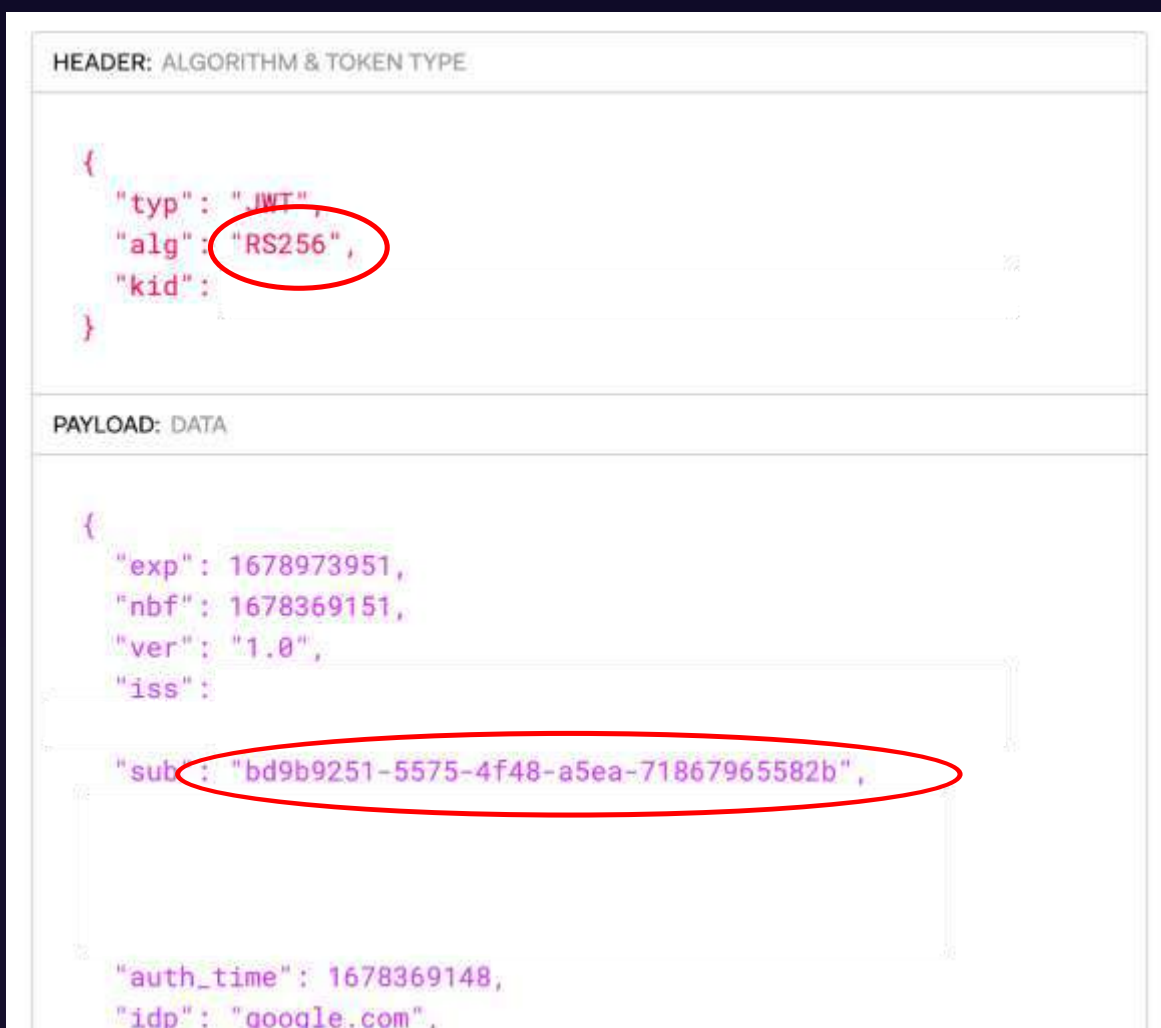 HEADER: ALGORITHM & TOKEN TYPE
{
"typ": "JWT",
"alg": "RS256",
"kid":
}
PAYLOAD: DATA
{
"exp": 1678973951,
"nbf": 1678369151,
"ver": "1.0",
"iss":
"sub": "bd9b9251-5575-4f48-a5ea-71867965582b",
"auth_time": 1678369148,
"idp": "google.com",